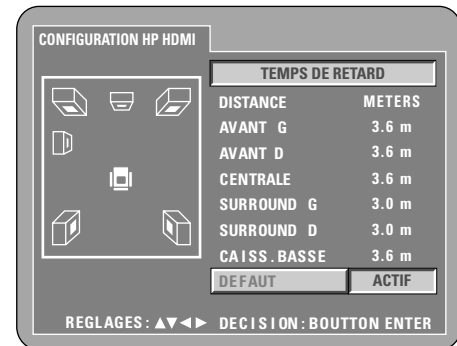 CONFIGURATION HP HDMI
TEMPS DE RETARD
DISTANCE METERS
AVANT G 3.6 m
AVANT D 3.6 m
CENTRALE 3.6 m
SURROUND G 3.0 m
SURROUND D 3.0 m
CAISS.BASSE 3.6 m
DEFAUT ACTIF
REGLAGES: ▲▼◄► DECISION:BOUTTON ENTER